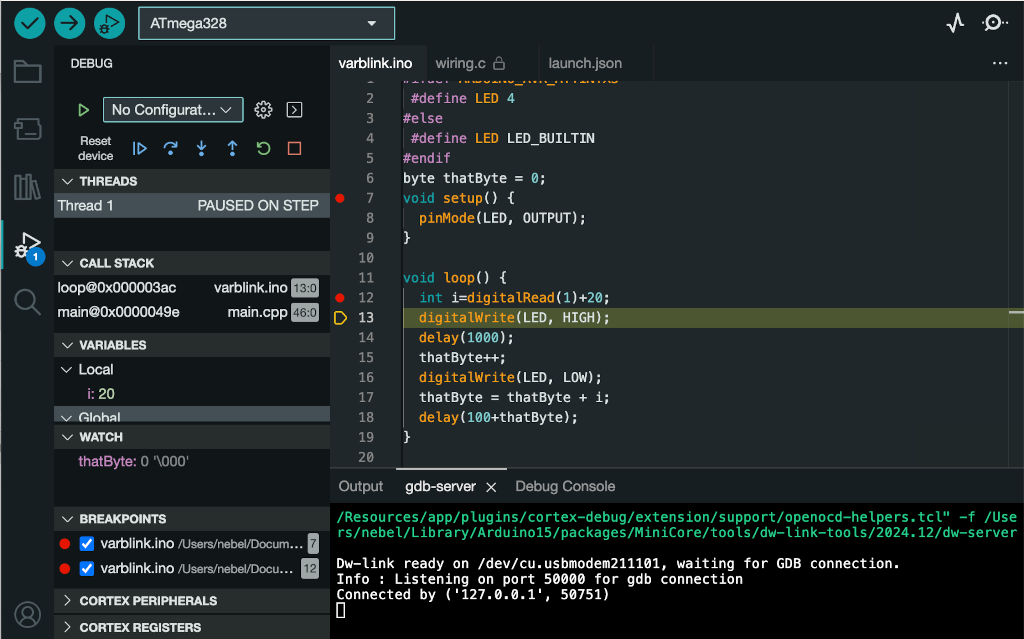 ATmega328
DEBUG
No Configurat...
Reset
device
THREADS
Thread 1 PAUSED ON STEP
CALL STACK
loop@0x000003ac varblink.ino 13:0
main@0x0000049e main.cpp 46:0
VARIABLES
Local
i: 20
Global
WATCH
thatByte: 0 '\000'
BREAKPOINTS
varblink.ino /Users/nebel/Docum... 7
varblink.ino /Users/nebel/Docu... 12
CORTEX PERIPHERALS
CORTEX REGISTERS
1
varblink.ino wiring.c launch.json
2 #define LED 4
3 #else
4 #define LED LED_BUILTIN
5 #endif
6 byte thatByte = 0;
7 void setup() {
8 pinMode(LED, OUTPUT);
9 }
10
11 void loop() {
12 int i=digitalRead(1)+20;
13 digitalWrite(LED, HIGH);
14 delay(1000);
15 thatByte++;
16 digitalWrite(LED, LOW);
17 thatByte = thatByte + i;
18 delay(100+thatByte);
19 }
20
Output gdb-server Debug Console
/Resources/app/plugins/cortex-debug/extension/support/openocd-helpers.tcl" -f /Use
rs/nebel/Library/Arduino15/packages/MiniCore/tools/dw-link-tools/2024.12/dw-server
Dw-link ready on /dev/cu.usbmodem211101, waiting for GDB connection.
Info : Listening on port 50000 for gdb connection
Connected by ('127.0.0.1', 50751)